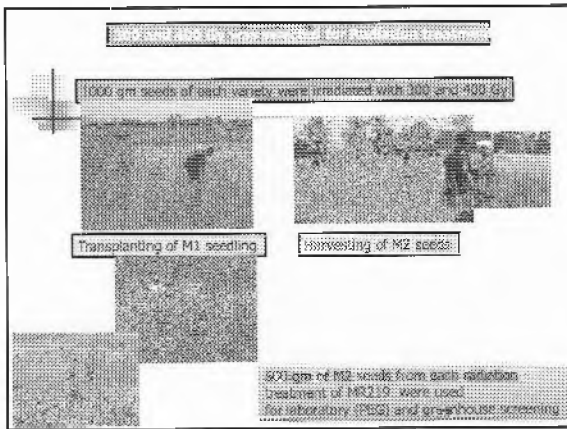 1000 gm seeds of each variety were irradiated with 300 and 400 Gy
Transplanting of M1 seedling
Harvesting of M2 seeds
500 gm of M2 seeds from each radiation
treatment of MR219 were used
for laboratory (PEG) and greenhouse screening